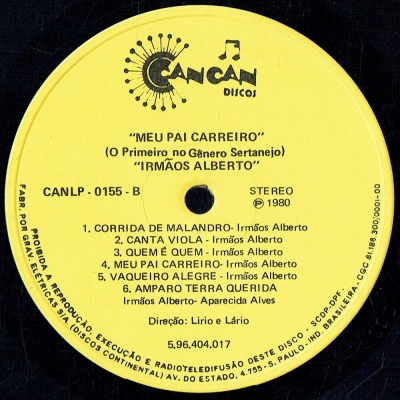 CANCAN
DISCOS
"MEU PAI CARREIRO"
(O Primeiro no Gênero Sertanejo)
"IRMÃOS ALBERTO"
CANLP - 0155 - B
STEREO
℗ 1980
1. CORRIDA DE MALANDRO - Irmãos Alberto
2. CANTA VIOLA - Irmãos Alberto
3. QUEM É QUEM - Irmãos Alberto
4. MEU PAI CARREIRO - Irmãos Alberto
5. VAQUEIRO ALEGRE - Irmãos Alberto
6. AMPARO TERRA QUERIDA
Irmãos Alberto- Aparecida Alves
Direção: Lirio e Lário
5,96,404,017
PROIBIDA A REPRODUÇÃO, EXECUÇÃO E RADIOTELEDIFUSÃO DESTE DISCO - SCDP-DPF.
FABR. POR GRAV. ELÉTRICAS S/A. (DISCOS CONTINENTAL) AV. DO ESTADO, 4.755 - S. PAULO - IND. BRASILEIRA - CGC 61.186.300/0001-00